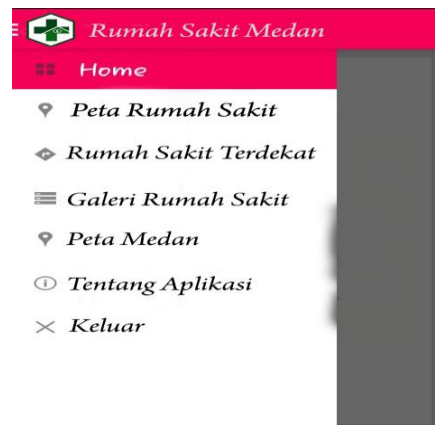 Rumah Sakit Medan
Home
Peta Rumah Sakit
Rumah Sakit Terdekat
Galeri Rumah Sakit
Peta Medan
Tentang Aplikasi
Keluar